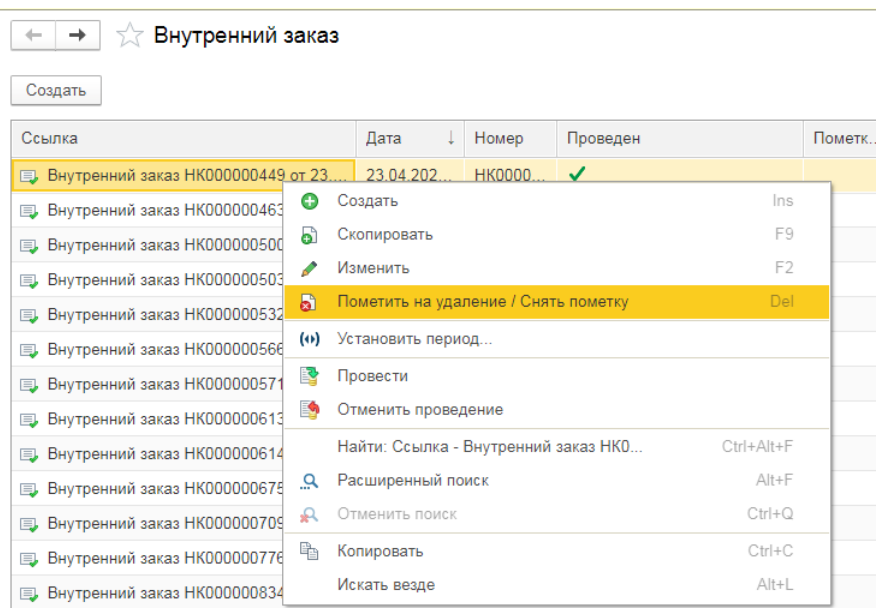 Внутренний заказ
Создать
Ссылка Дата ↓ Номер Проведен Пометк...
Внутренний заказ НК000000449 от 23.... 23.04.202... НК0000...
Внутренний заказ НК000000463
Внутренний заказ НК000000500
Внутренний заказ НК000000503
Внутренний заказ НК000000532
Внутренний заказ НК000000566
Внутренний заказ НК000000571
Внутренний заказ НК000000613
Внутренний заказ НК000000614
Внутренний заказ НК000000675
Внутренний заказ НК000000709
Внутренний заказ НК000000776
Внутренний заказ НК000000834
Создать Ins
Скопировать F9
Изменить F2
Пометить на удаление / Снять пометку Del
Установить период...
Провести
Отменить проведение
Найти: Ссылка - Внутренний заказ НК0... Ctrl+Alt+F
Расширенный поиск Alt+F
Отменить поиск Ctrl+Q
Копировать Ctrl+C
Искать везде Alt+L